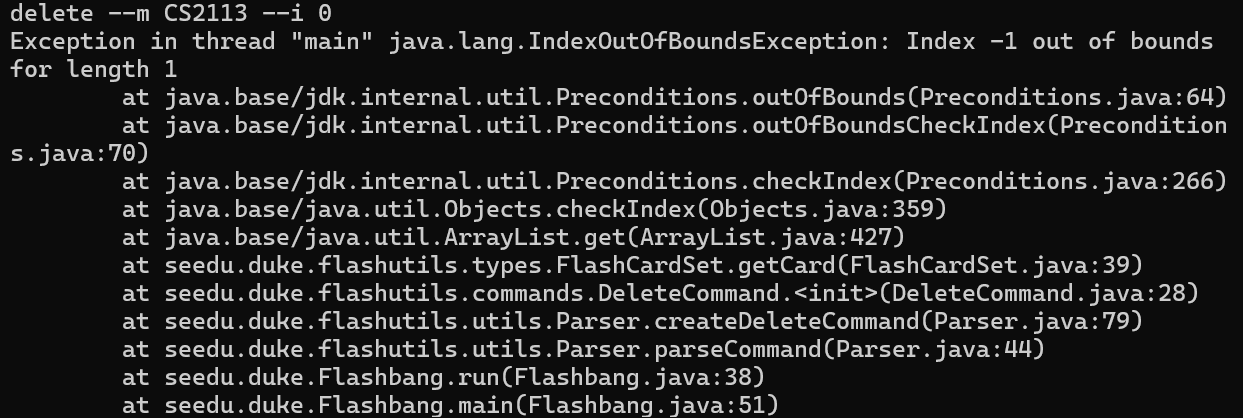 delete --m CS2113 --i 0
Exception in thread "main" java.lang.IndexOutOfBoundsException: Index -1 out of bounds
for length 1
        at java.base/jdk.internal.util.Preconditions.outOfBounds(Preconditions.java:64)
        at java.base/jdk.internal.util.Preconditions.outOfBoundsCheckIndex(Precondition
s.java:70)
        at java.base/jdk.internal.util.Preconditions.checkIndex(Preconditions.java:266)
        at java.base/java.util.Objects.checkIndex(Objects.java:359)
        at java.base/java.util.ArrayList.get(ArrayList.java:427)
        at seedu.duke.flashutils.types.FlashCardSet.getCard(FlashCardSet.java:39)
        at seedu.duke.flashutils.commands.DeleteCommand.<init>(DeleteCommand.java:28)
        at seedu.duke.flashutils.utils.Parser.createDeleteCommand(Parser.java:79)
        at seedu.duke.flashutils.utils.Parser.parseCommand(Parser.java:44)
        at seedu.duke.Flashbang.run(Flashbang.java:38)
        at seedu.duke.Flashbang.main(Flashbang.java:51)